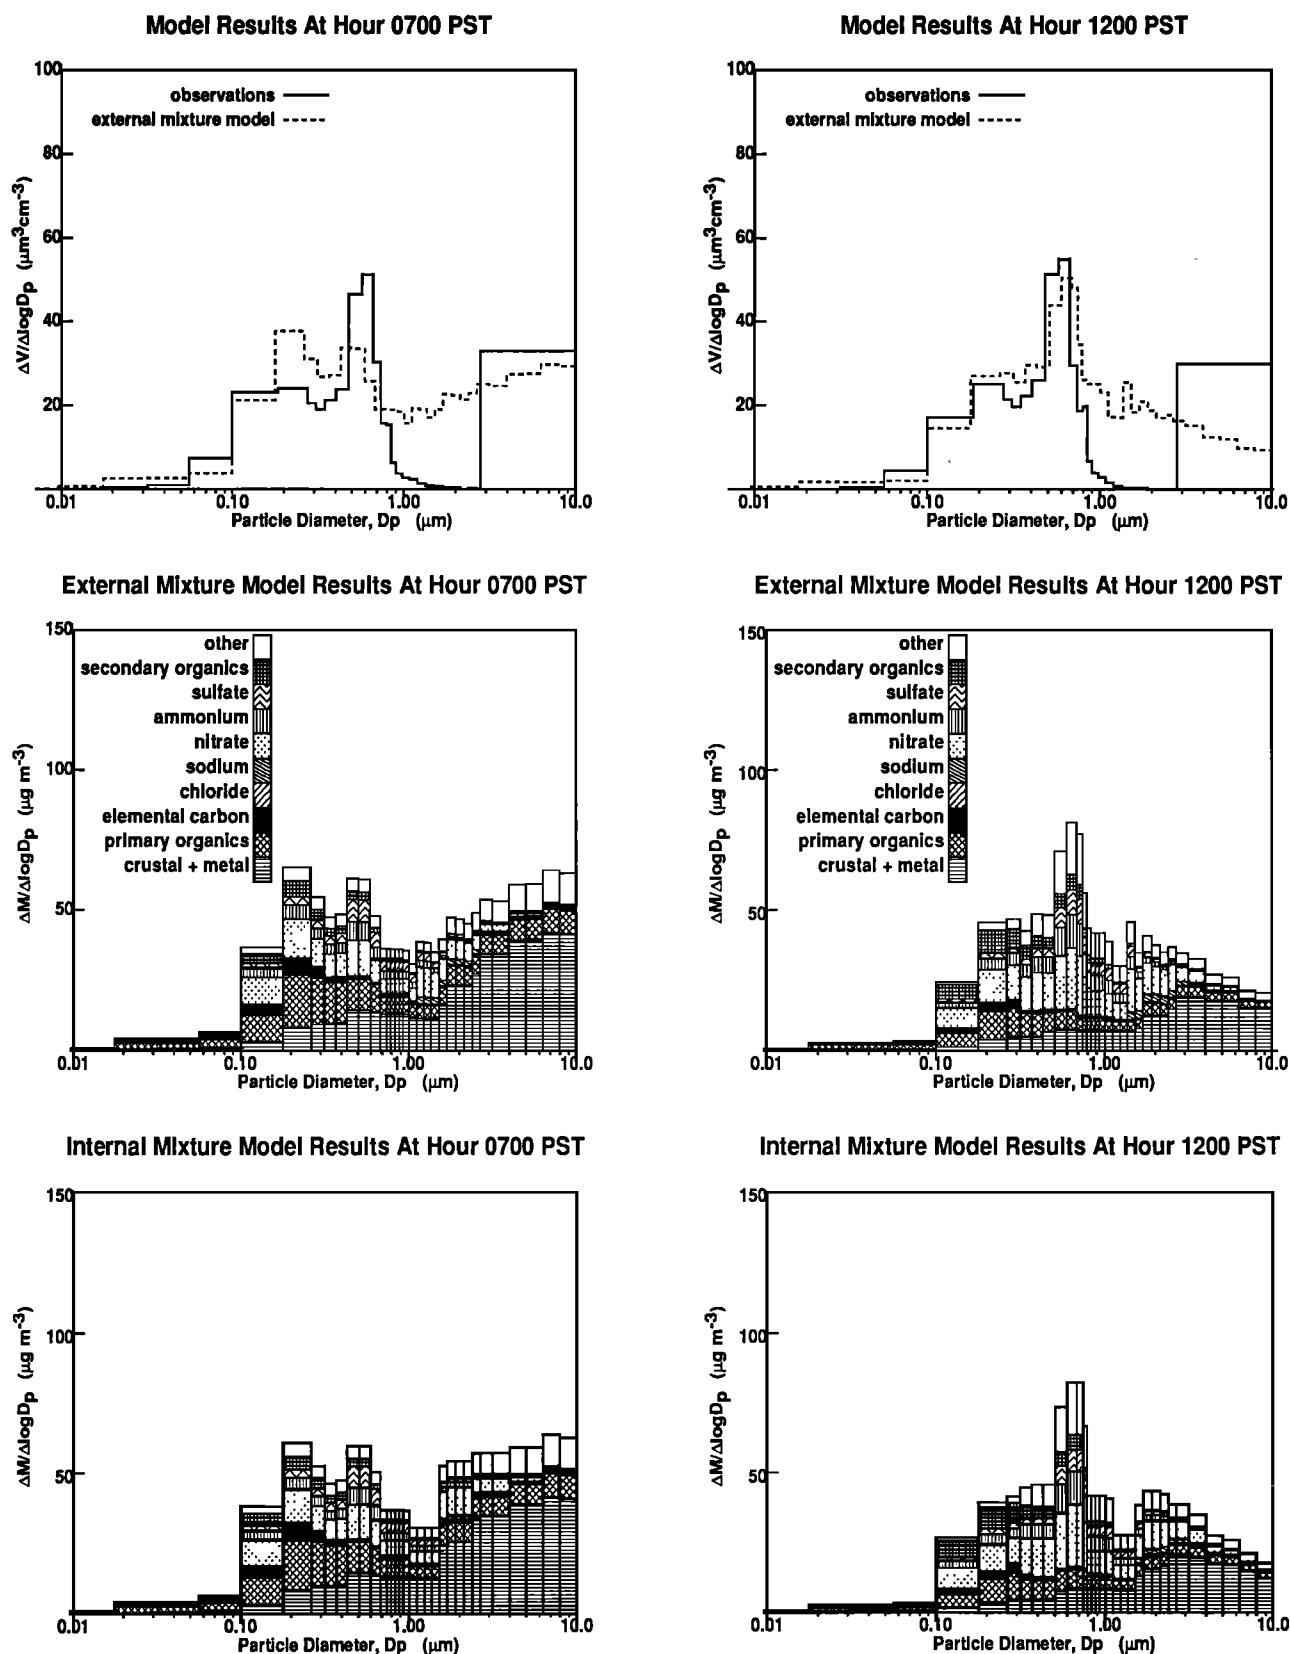 Model Results At Hour 0700 PST
100
80
60
40
20
ΔV/ΔlogDp (μm³cm⁻³)
observations
external mixture model
0.01 0.10 1.00 10.0
Particle Diameter, Dp (μm)
Model Results At Hour 1200 PST
100
80
60
40
20
ΔV/ΔlogDp (μm³cm⁻³)
observations
external mixture model
0.01 0.10 1.00 10.0
Particle Diameter, Dp (μm)
External Mixture Model Results At Hour 0700 PST
150
100
50
ΔM/ΔlogDp (μg m⁻³)
other
secondary organics
sulfate
ammonium
nitrate
sodium
chloride
elemental carbon
primary organics
crustal + metal
0.01 0.10 1.00 10.0
Particle Diameter, Dp (μm)
External Mixture Model Results At Hour 1200 PST
150
100
50
ΔM/ΔlogDp (μg m⁻³)
other
secondary organics
sulfate
ammonium
nitrate
sodium
chloride
elemental carbon
primary organics
crustal + metal
0.01 0.10 1.00 10.0
Particle Diameter, Dp (μm)
Internal Mixture Model Results At Hour 0700 PST
150
100
50
ΔM/ΔlogDp (μg m⁻³)
0.01 0.10 1.00 10.0
Particle Diameter, Dp (μm)
Internal Mixture Model Results At Hour 1200 PST
150
100
50
ΔM/ΔlogDp (μg m⁻³)
0.01 0.10 1.00 10.0
Particle Diameter, Dp (μm)